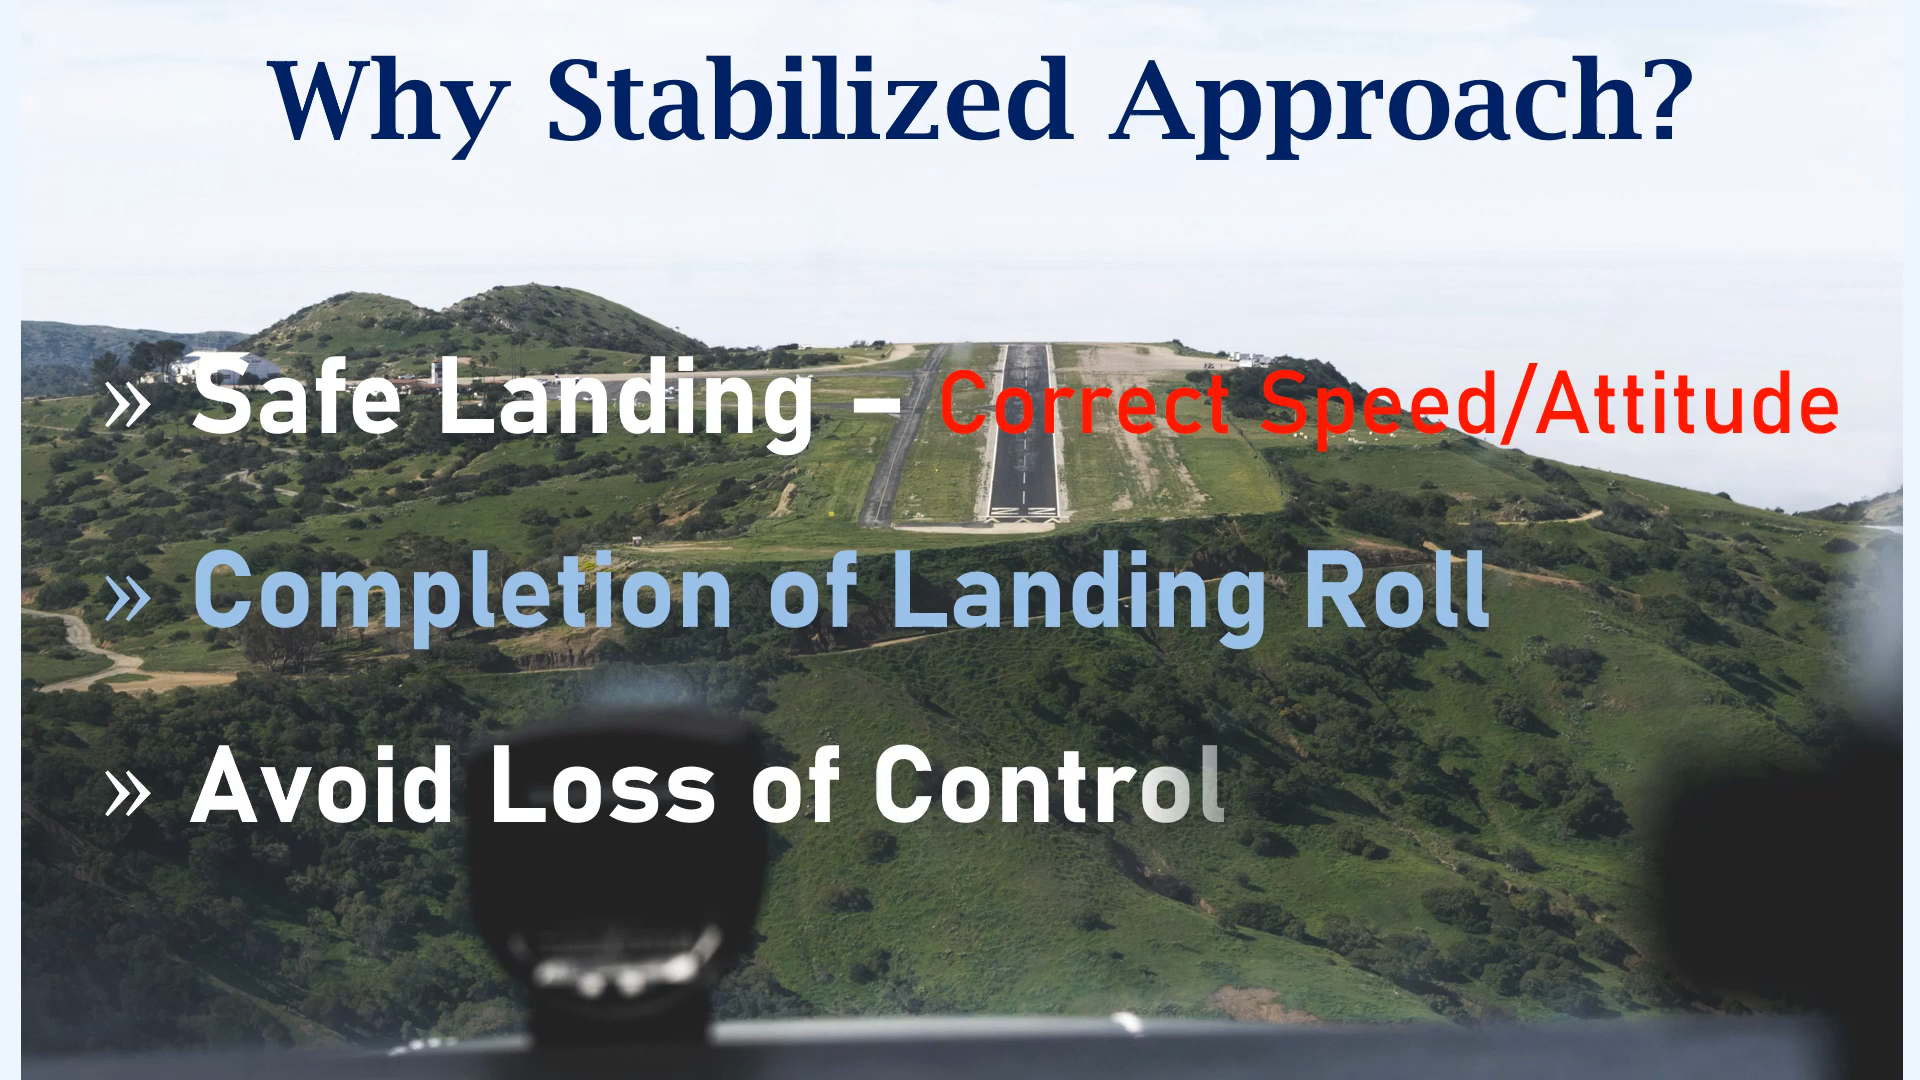 Why Stabilized Approach?
» Safe Landing – Correct Speed/Attitude
» Completion of Landing Roll
» Avoid Loss of Control